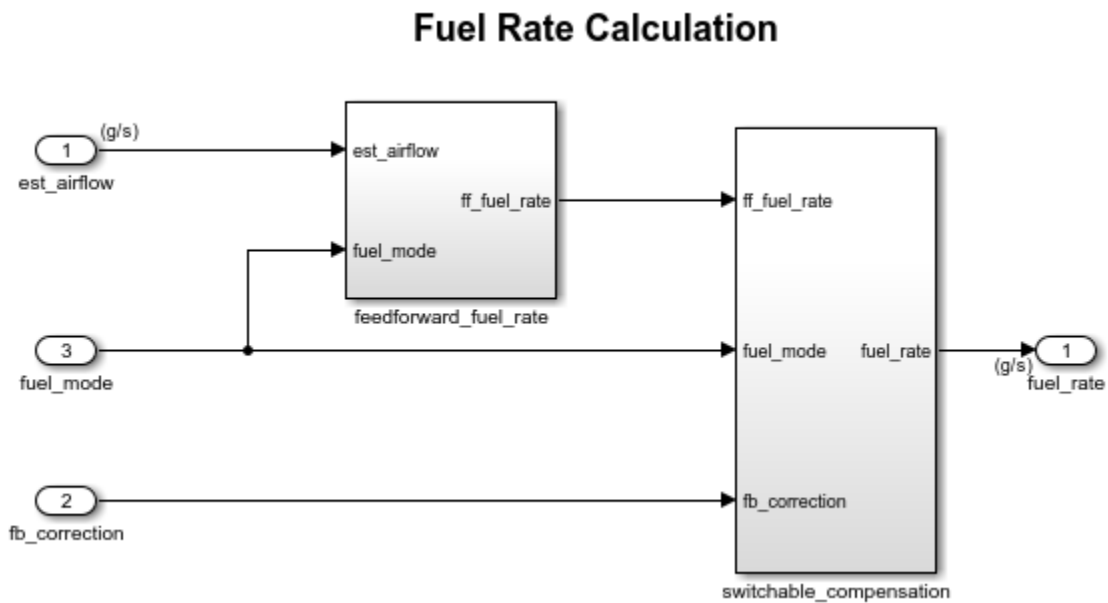 Fuel Rate Calculation
(g/s)
1
est_airflow
est_airflow
ff_fuel_rate
fuel_mode
feedforward_fuel_rate
3
fuel_mode
2
fb_correction
ff_fuel_rate
fuel_mode
fuel_rate
fb_correction
switchable_compensation
(g/s)
1
fuel_rate